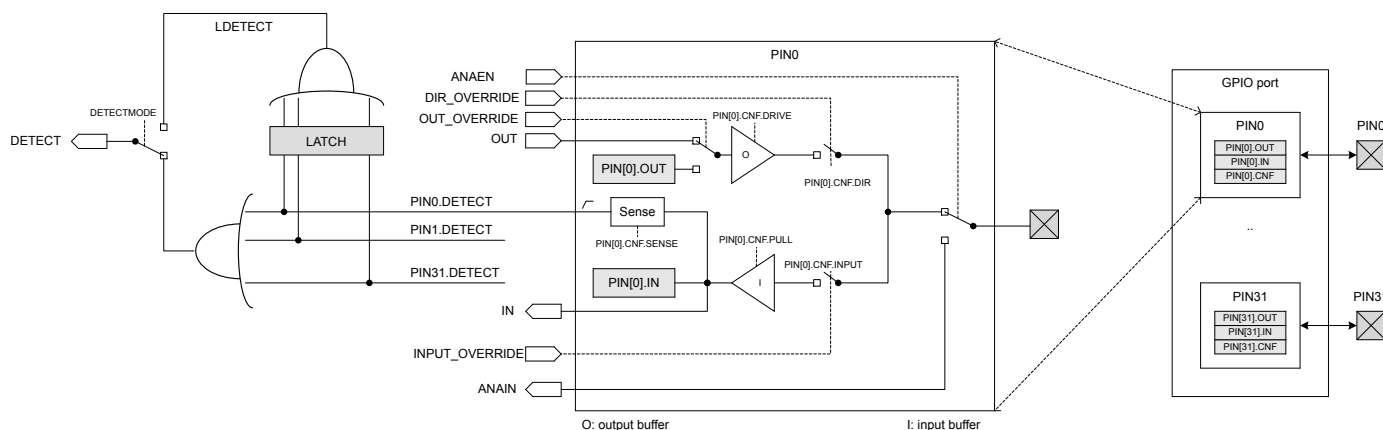 LDETECT
PIN0
ANAEN
GPIO port
DIR_OVERRIDE
DETECTMODE
OUT_OVERRIDE
PIN[0].CNF.DRIVE
PIN0
PIN0
DETECT
LATCH
OUT
O
PIN[0].OUT
PIN[0].IN
PIN[0].CNF
PIN[0].OUT
PIN[0].CNF.DIR
PIN0.DETECT
Sense
PIN1.DETECT
PIN[0].CNF.SENSE
PIN[0].CNF.PULL
..
PIN[0].CNF.INPUT
PIN31.DETECT
PIN[0].IN
I
PIN31
PIN31
IN
PIN[31].OUT
PIN[31].IN
PIN[31].CNF
INPUT_OVERRIDE
ANAIN
O: output buffer
I: input buffer